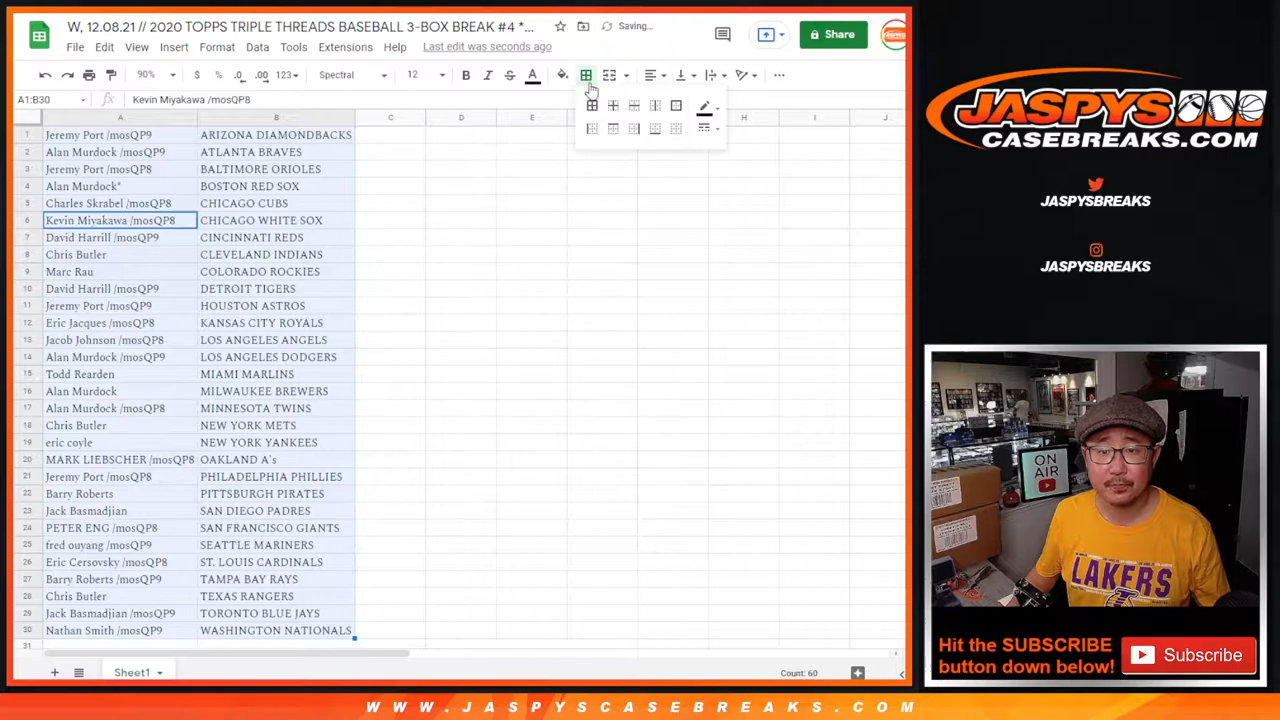 W, 12.08.21 // 2020 TOPPS TRIPLE THREADS BASEBALL 3-BOX BREAK #4 *...
Saving...
Share
File Edit View Insert Format Data Tools Extensions Help Last edit was seconds ago
90% $ % .0 .00 123 Spectral 12 B I S A
A1:B30 fx Kevin Miyakawa /mosQP8
A B C D E H I J
1 Jeremy Port /mosQP9 ARIZONA DIAMONDBACKS
2 Alan Murdock /mosQP9 ATLANTA BRAVES
3 Jeremy Port /mosQP8 BALTIMORE ORIOLES
4 Alan Murdock* BOSTON RED SOX
5 Charles Skrabel /mosQP8 CHICAGO CUBS
6 Kevin Miyakawa /mosQP8 CHICAGO WHITE SOX
7 David Harrill /mosQP9 CINCINNATI REDS
8 Chris Butler CLEVELAND INDIANS
9 Marc Rau COLORADO ROCKIES
10 David Harrill /mosQP9 DETROIT TIGERS
11 Jeremy Port /mosQP9 HOUSTON ASTROS
12 Eric Jacques /mosQP8 KANSAS CITY ROYALS
13 Jacob Johnson /mosQP8 LOS ANGELES ANGELS
14 Alan Murdock /mosQP9 LOS ANGELES DODGERS
15 Todd Rearden MIAMI MARLINS
16 Alan Murdock MILWAUKEE BREWERS
17 Alan Murdock /mosQP8 MINNESOTA TWINS
18 Chris Butler NEW YORK METS
19 eric coyle NEW YORK YANKEES
20 MARK LIEBSCHER /mosQP8 OAKLAND A's
21 Jeremy Port /mosQP8 PHILADELPHIA PHILLIES
22 Barry Roberts PITTSBURGH PIRATES
23 Jack Basmadjian SAN DIEGO PADRES
24 PETER ENG /mosQP8 SAN FRANCISCO GIANTS
25 fred ouyang /mosQP9 SEATTLE MARINERS
26 Eric Cersovsky /mosQP8 ST. LOUIS CARDINALS
27 Barry Roberts /mosQP9 TAMPA BAY RAYS
28 Chris Butler TEXAS RANGERS
29 Jack Basmadjian /mosQP9 TORONTO BLUE JAYS
30 Nathan Smith /mosQP9 WASHINGTON NATIONALS
31
Sheet1
Count: 60
JASPYS
CASEBREAKS.COM
JASPYSBREAKS
JASPYSBREAKS
ON
AIR
LAKERS
Hit the SUBSCRIBE
button down below!
Subscribe
WWW.JASPYSCASEBREAKS.COM